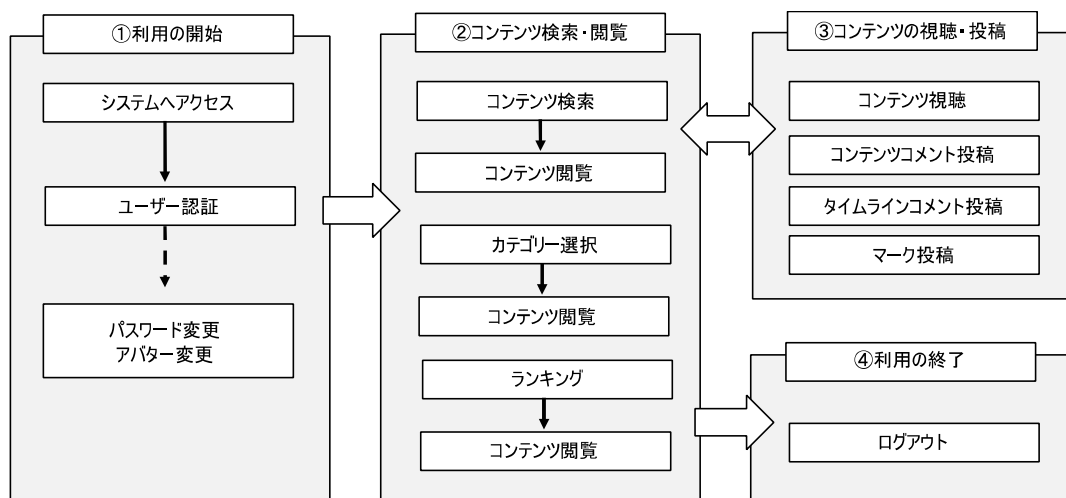 ①利用の開始
システムへアクセス
ユーザー認証
パスワード変更
アバター変更
②コンテンツ検索・閲覧
コンテンツ検索
コンテンツ閲覧
カテゴリー選択
コンテンツ閲覧
ランキング
コンテンツ閲覧
③コンテンツの視聴・投稿
コンテンツ視聴
コンテンツコメント投稿
タイムラインコメント投稿
マーク投稿
④利用の終了
ログアウト